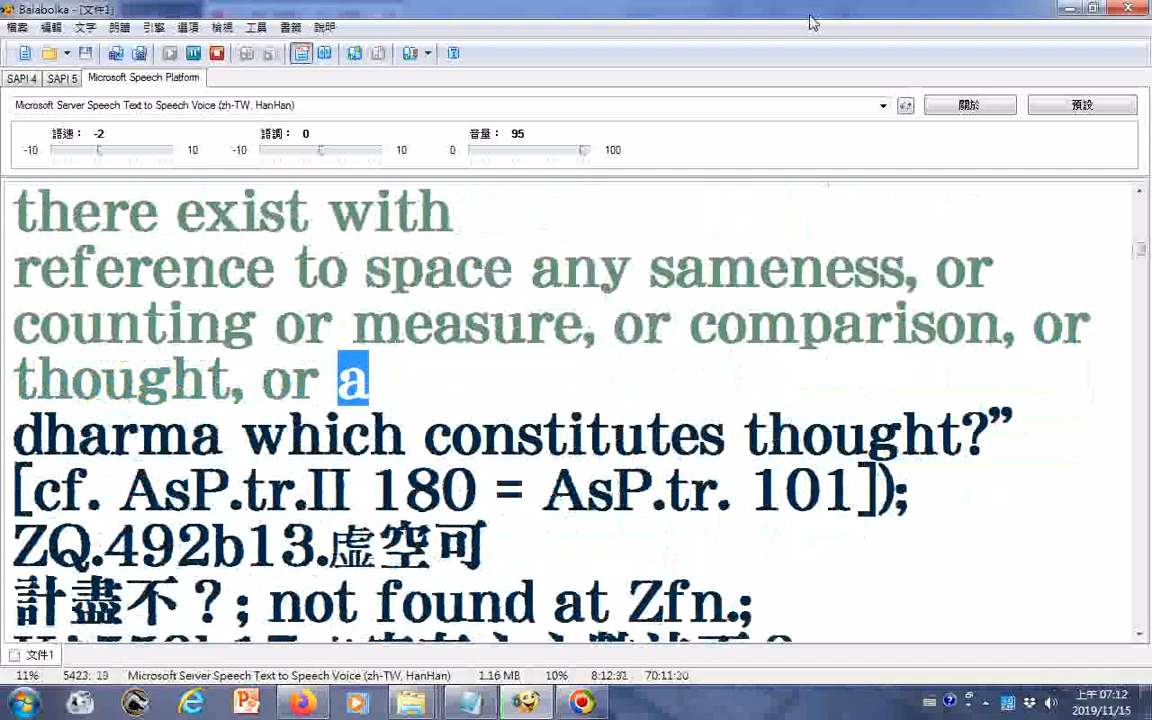 Balabolka - [文件1]
檔案 編輯 文字 朗讀 引擎 選項 檢視 工具 書籤 說明
SAPI 4 SAPI 5 Microsoft Speech Platform
Microsoft Server Speech Text to Speech Voice (zh-TW, HanHan) 關於 預設
語速： -2 語調： 0 音量： 95
-10 10 -10 10 0 100
there exist with
reference to space any sameness, or
counting or measure, or comparison, or
thought, or a
dharma which constitutes thought?”
[cf. AsP.tr.II 180 = AsP.tr. 101]);
ZQ.492b13.虛空可
計盡不？; not found at Zfn.;
文件1
11% 5423: 19 Microsoft Server Speech Text to Speech Voice (zh-TW, HanHan) 1.16 MB 10% 8:12:31 70:11:20
上午 07:12
2019/11/15